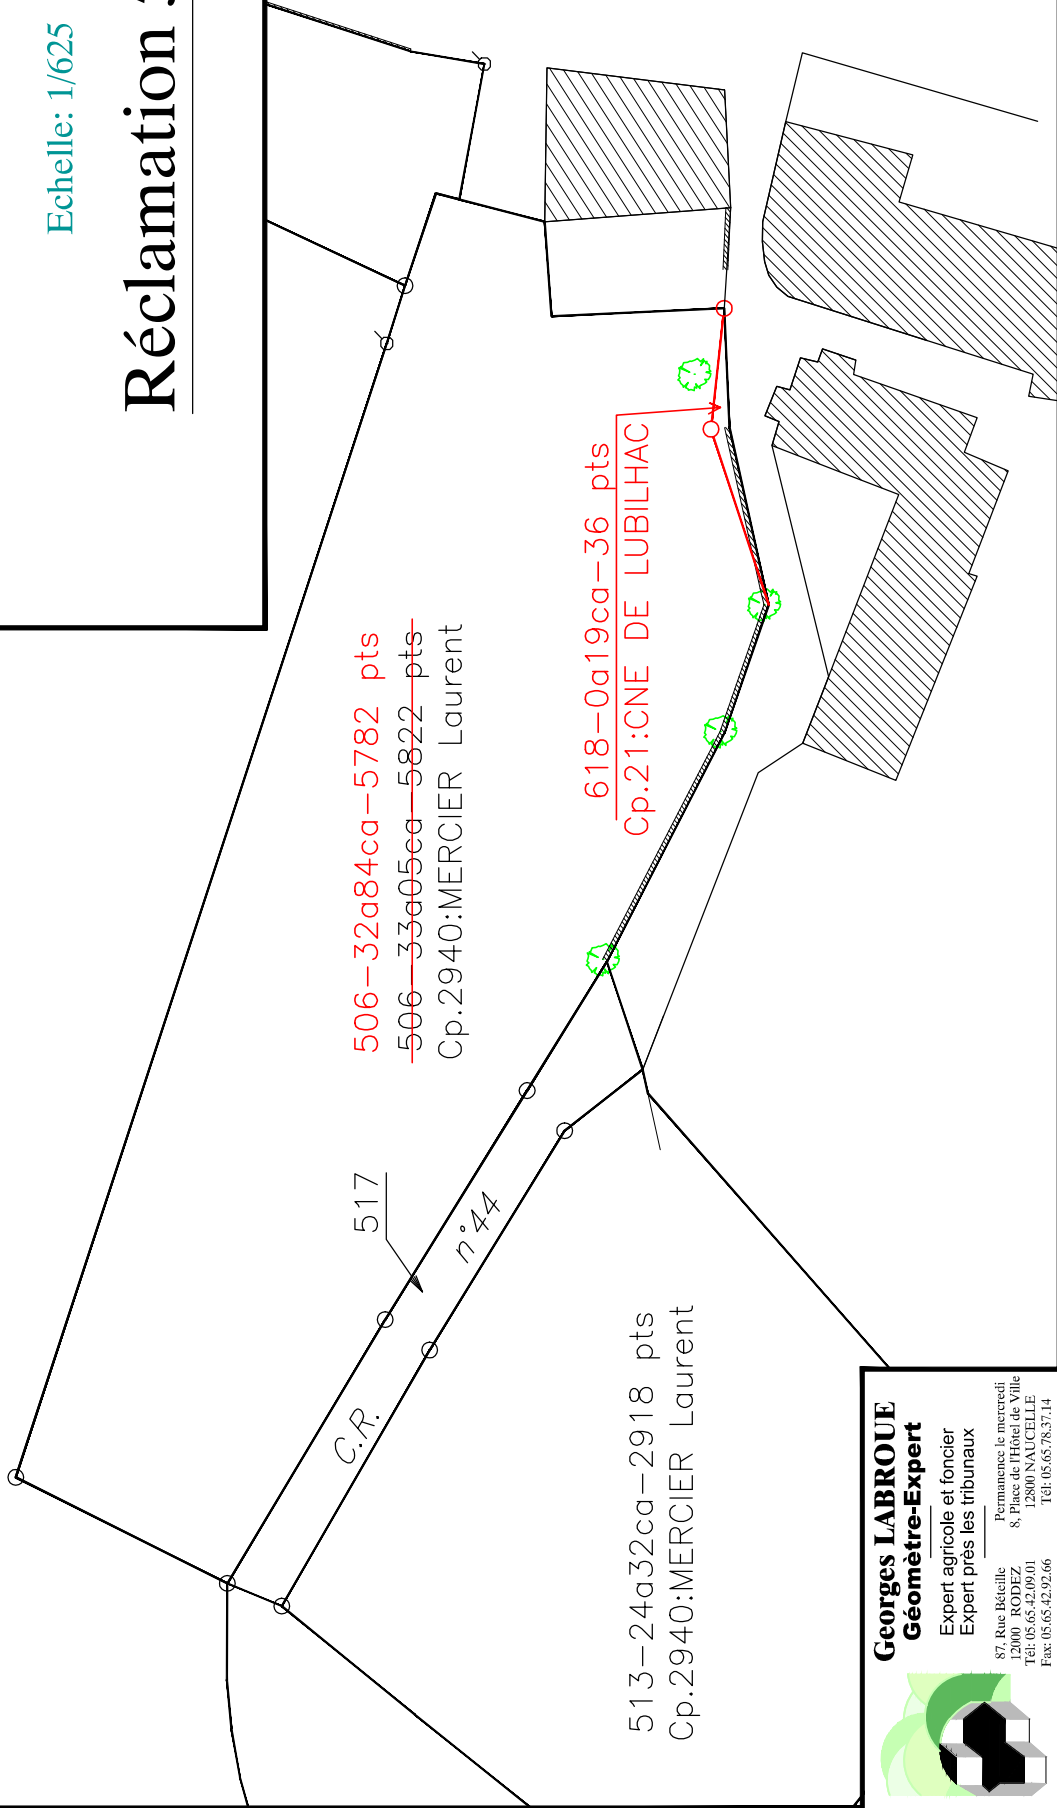 Echelle: 1/625
Réclamation
506-32a84ca-5782 pts
506-33a05ca-5822 pts
Cp.2940:MERCIER Laurent
618-0a19ca-36 pts
Cp.21:CNE DE LUBILHAC
517
C.R. n°44
513-24a32ca-2918 pts
Cp.2940:MERCIER Laurent
Georges LABROUE
Géomètre-Expert
Expert agricole et foncier
Expert près les tribunaux
87, Rue Béteille
12000 RODEZ
Tél: 05.65.42.09.01
Fax: 05.65.42.92.66
Permanence le mercredi
8, Place de l'Hôtel de Ville
12800 NAUCELLE
Tél: 05.65.78.37.14